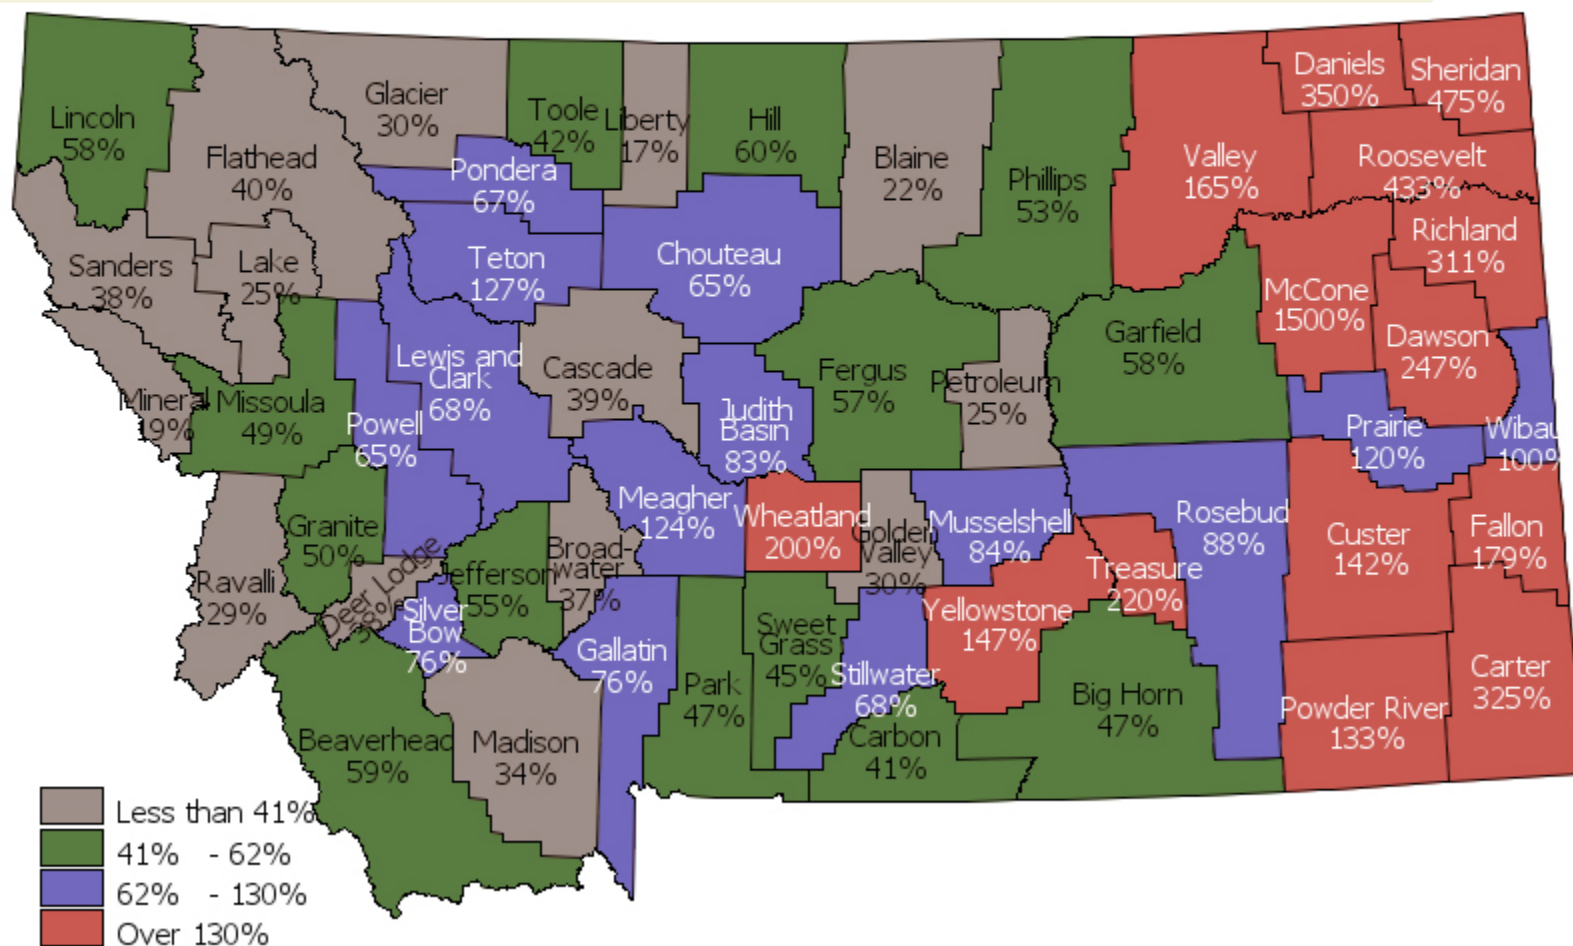 Lincoln
58%
Flathead
40%
Glacier
30%
Toole
42%
Liberty
17%
Hill
60%
Blaine
22%
Phillips
53%
Valley
165%
Daniels
350%
Sheridan
475%
Roosevelt
433%
Richland
311%
Pondera
67%
Teton
127%
Chouteau
65%
Sanders
38%
Lake
25%
McCone
1500%
Dawson
247%
Garfield
58%
Lewis and
Clark
68%
Cascade
39%
Fergus
57%
Petroleum
25%
Mineral
19%
Missoula
49%
Powell
65%
Judith
Basin
83%
Prairie
120%
Wibau
100%
Meagher
124%
Wheatland
200%
Golden
Valley
30%
Musselshell
84%
Rosebud
88%
Custer
142%
Fallon
179%
Granite
50%
Ravalli
29%
Deer Lodge
38%
Silver
Bow
76%
Jefferson
55%
Broad-
water
37%
Treasure
220%
Yellowstone
147%
Gallatin
76%
Sweet
Grass
45%
Stillwater
68%
Park
47%
Big Horn
47%
Powder River
133%
Carter
325%
Beaverhead
59%
Madison
34%
Carbon
41%
Less than 41%
41% - 62%
62% - 130%
Over 130%